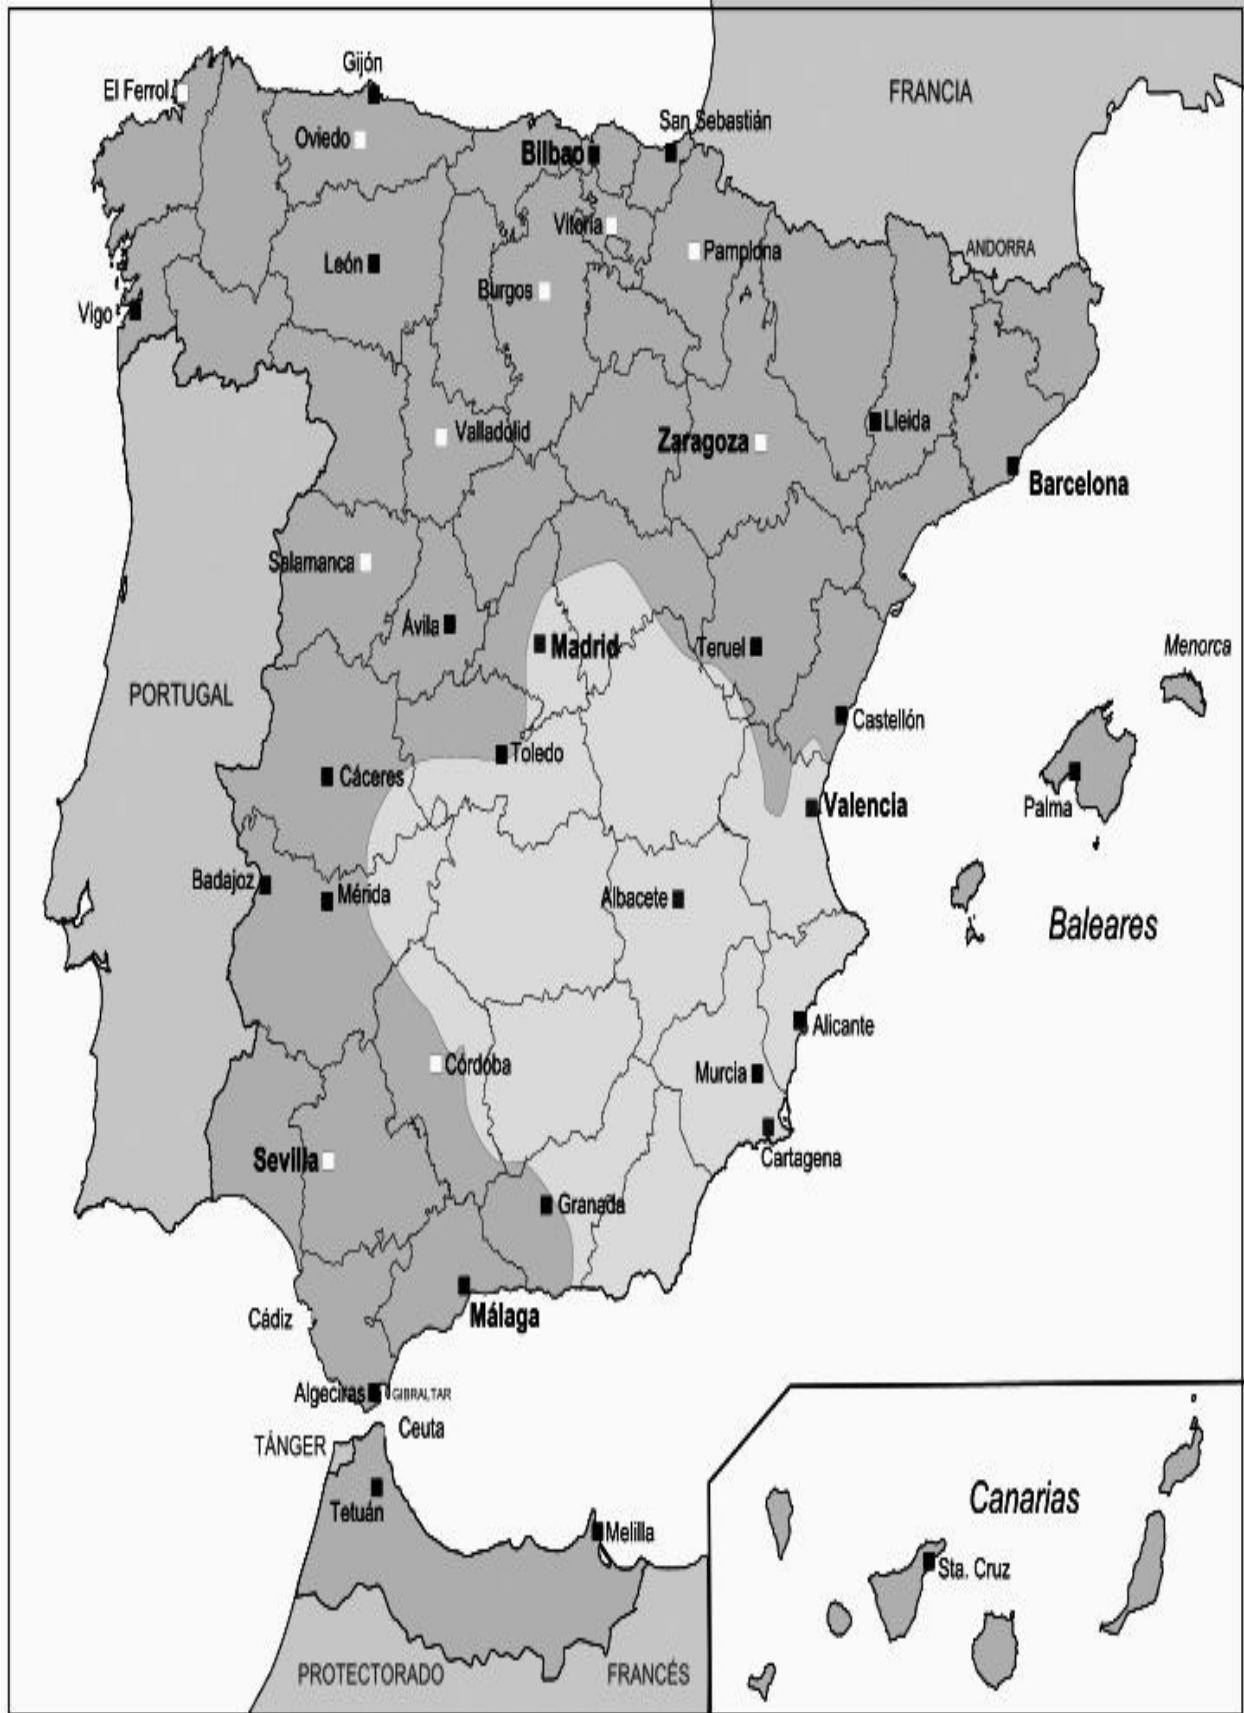 Gijón
El Ferrol
FRANCIA
San Sebastián
Oviedo
Bilbao
Vitoria
Pamplona
ANDORRA
León
Burgos
Vigo
Lleida
Valladolid
Zaragoza
Barcelona
Salamanca
Ávila
Madrid
Teruel
Menorca
PORTUGAL
Castellón
Toledo
Cáceres
Palma
Valencia
Badajoz
Mérida
Albacete
Baleares
Alicante
Córdoba
Murcia
Sevilla
Cartagena
Granada
Cádiz
Málaga
Algeciras
GIBRALTAR
Ceuta
TÁNGER
Canarias
Tetuán
Melilla
Sta. Cruz
PROTECTORADO FRANCÉS